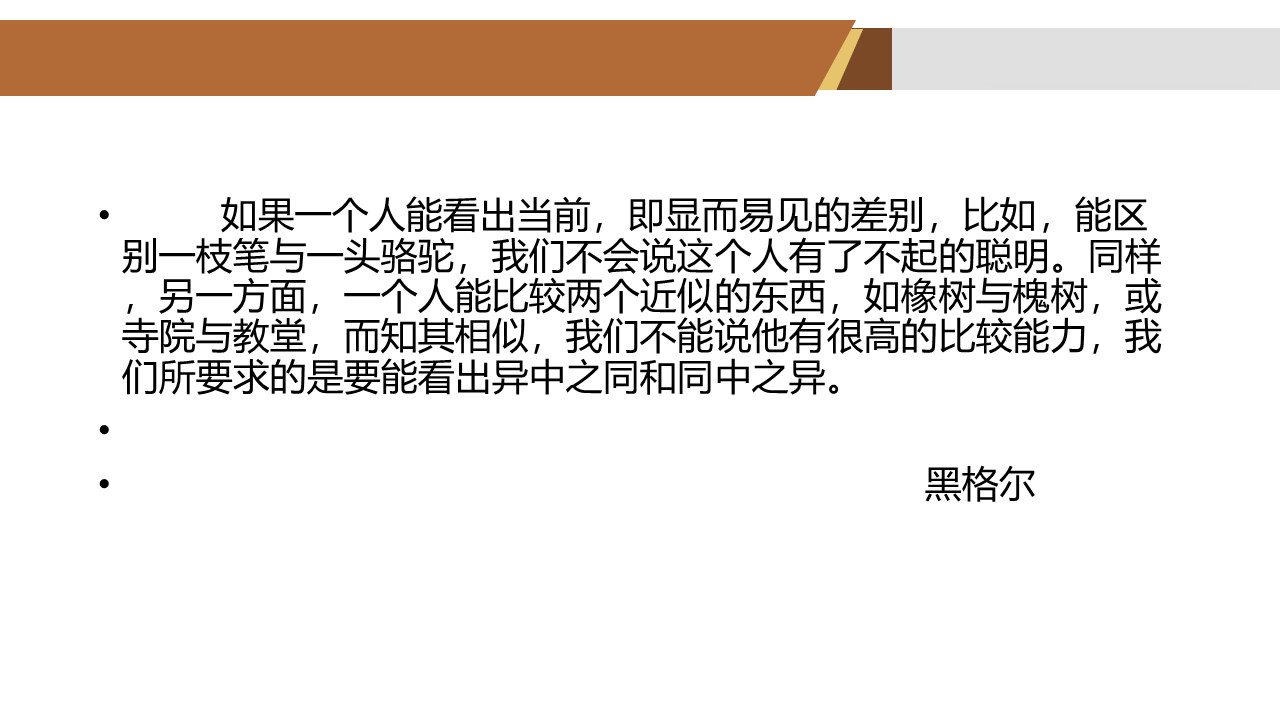 • 如果一个人能看出当前，即显而易见的差别，比如，能区
别一枝笔与一头骆驼，我们不会说这个人有了不起的聪明。同样
，另一方面，一个人能比较两个近似的东西，如橡树与槐树，或
寺院与教堂，而知其相似，我们不能说他有很高的比较能力，我
们所要求的是要能看出异中之同和同中之异。
•
• 黑格尔